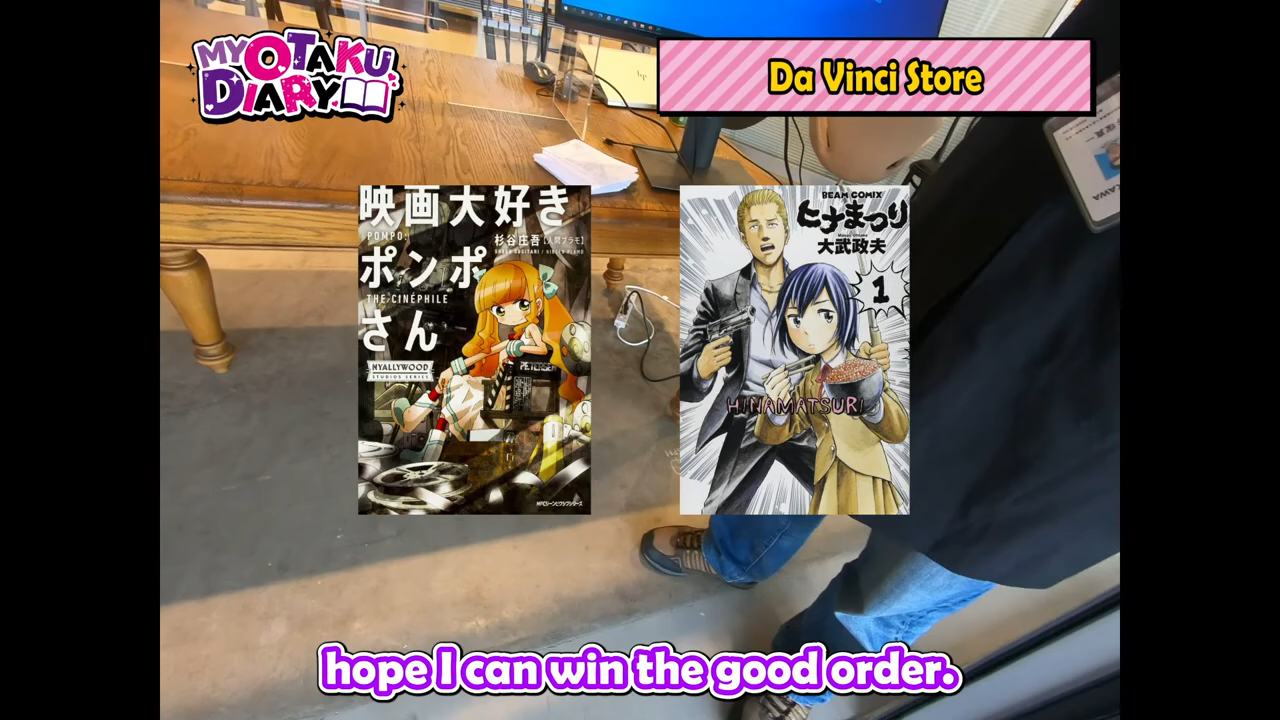 MY OTAKU
DIARY
Da Vinci Store
映画大好き
POMPO:
杉谷庄吾【人間プラモ】
ポンポ
THE CINÉPHILE
さん
NYALLYWOOD
STUDIOS SERIES
BEAM COMIX
ヒナまつり
大武政夫
1
HINAMATSURI
hope I can win the good order.